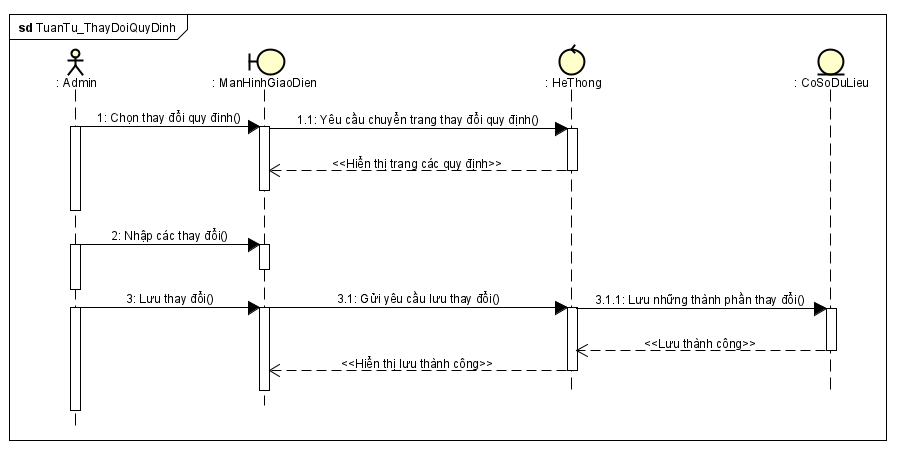 sd TuanTu_ThayDoiQuyDinh
: Admin
: ManHinhGiaoDien
: HeThong
: CoSoDuLieu
1: Chọn thay đổi quy đinh()
1.1: Yêu cầu chuyển trang thay đổi quy định()
<<Hiển thị trang các quy định>>
2: Nhập các thay đổi()
3: Lưu thay đổi()
3.1: Gửi yêu cầu lưu thay đổi()
3.1.1: Lưu những thành phần thay đổi()
<<Lưu thành công>>
<<Hiển thị lưu thành công>>